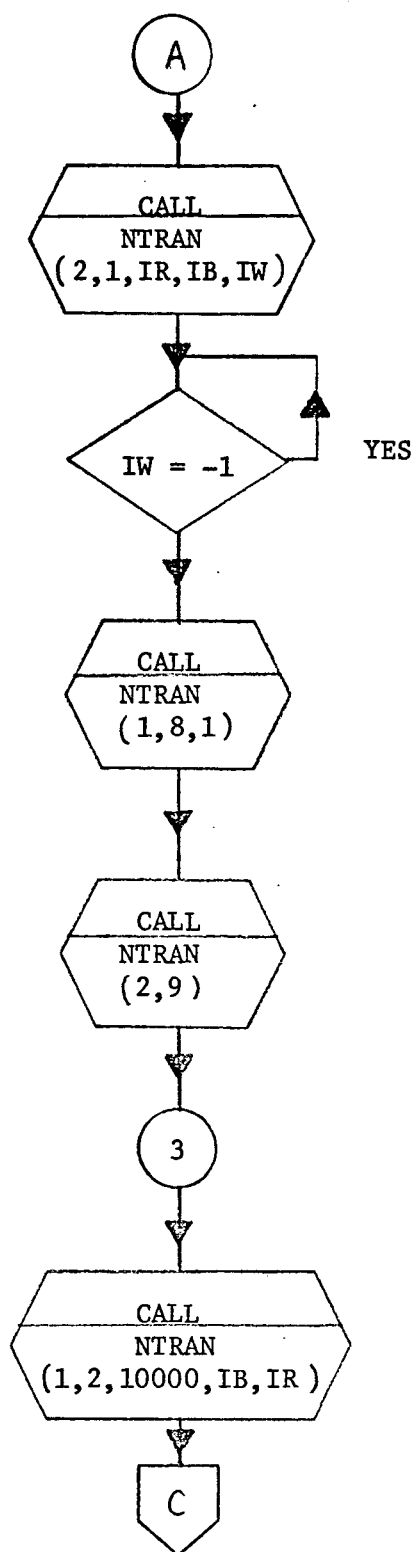 A
CALL
NTRAN
(2,1,IR,IB,IW)
IW = -1
YES
CALL
NTRAN
(1,8,1)
CALL
NTRAN
(2,9)
3
CALL
NTRAN
(1,2,10000,IB,IR)
C